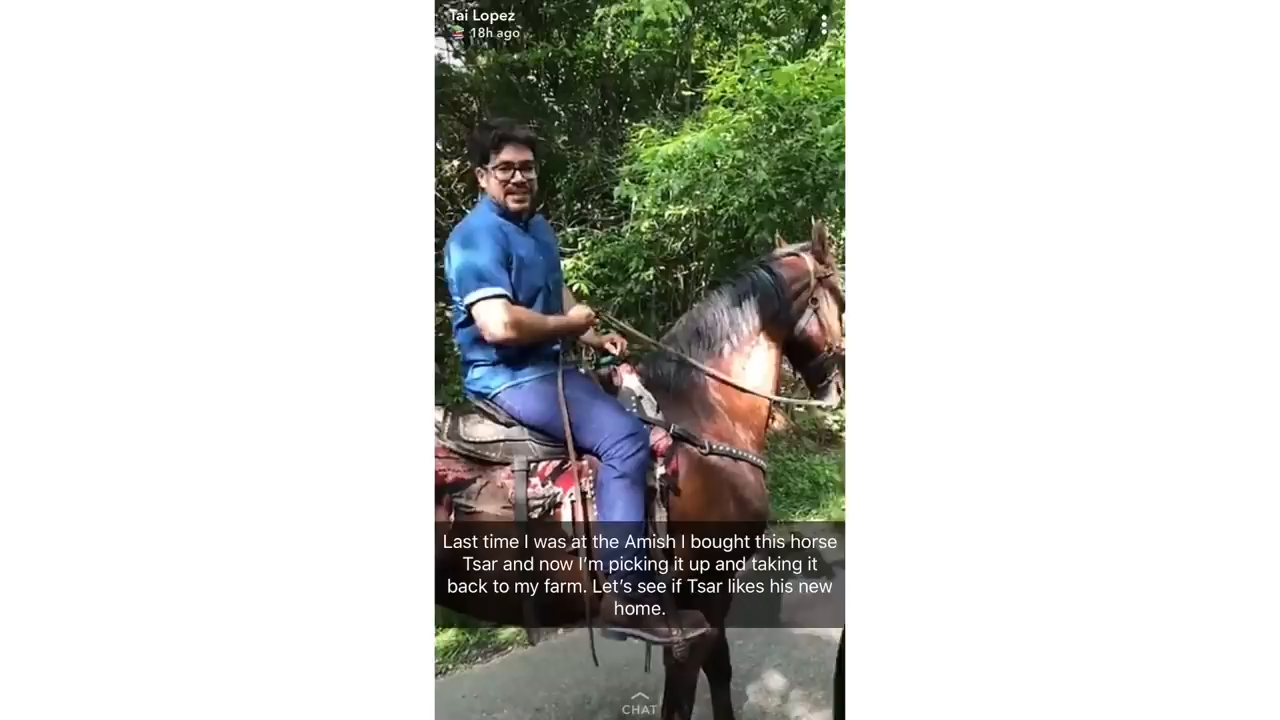 Tai Lopez
18h ago
Last time I was at the Amish I bought this horse
Tsar and now I'm picking it up and taking it
back to my farm. Let's see if Tsar likes his new
home.
CHAT